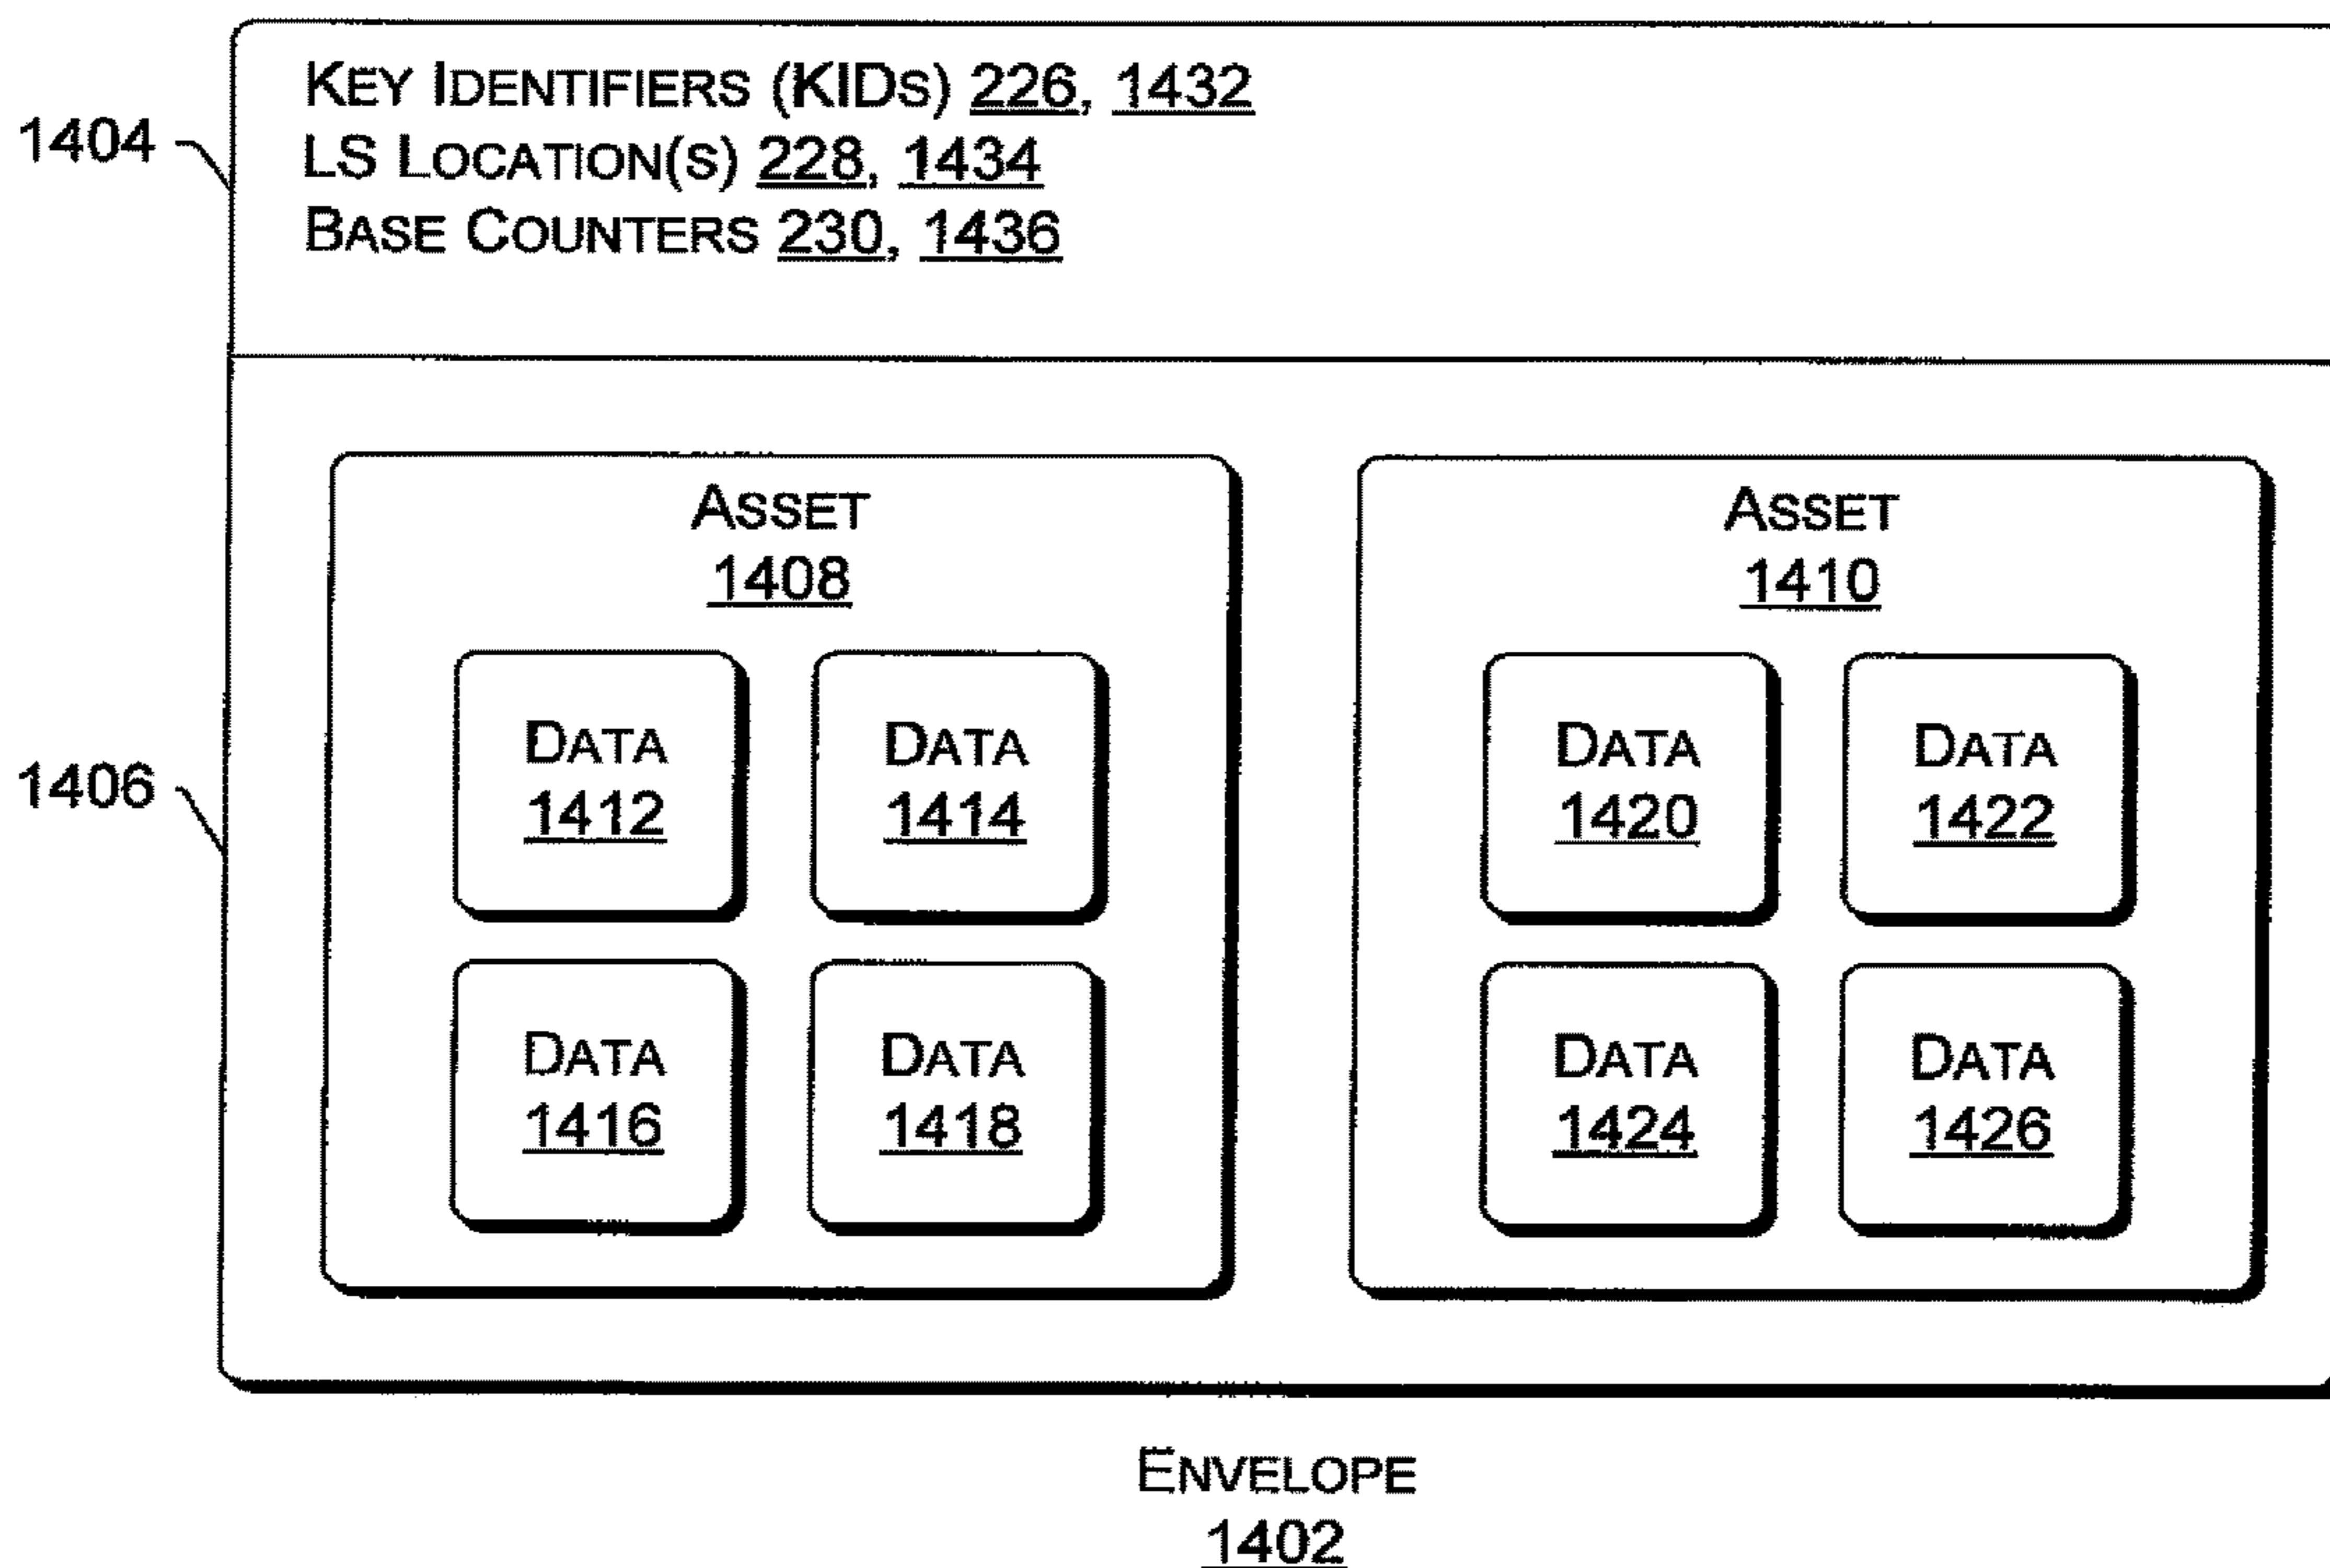 KEY IDENTIFIERS (KIDS) 226, 1432
LS LOCATION(S) 228, 1434
BASE COUNTERS 230, 1436
1404
1406
ASSET
1408
DATA
1412
DATA
1414
DATA
1416
DATA
1418
ASSET
1410
DATA
1420
DATA
1422
DATA
1424
DATA
1426
ENVELOPE
1402